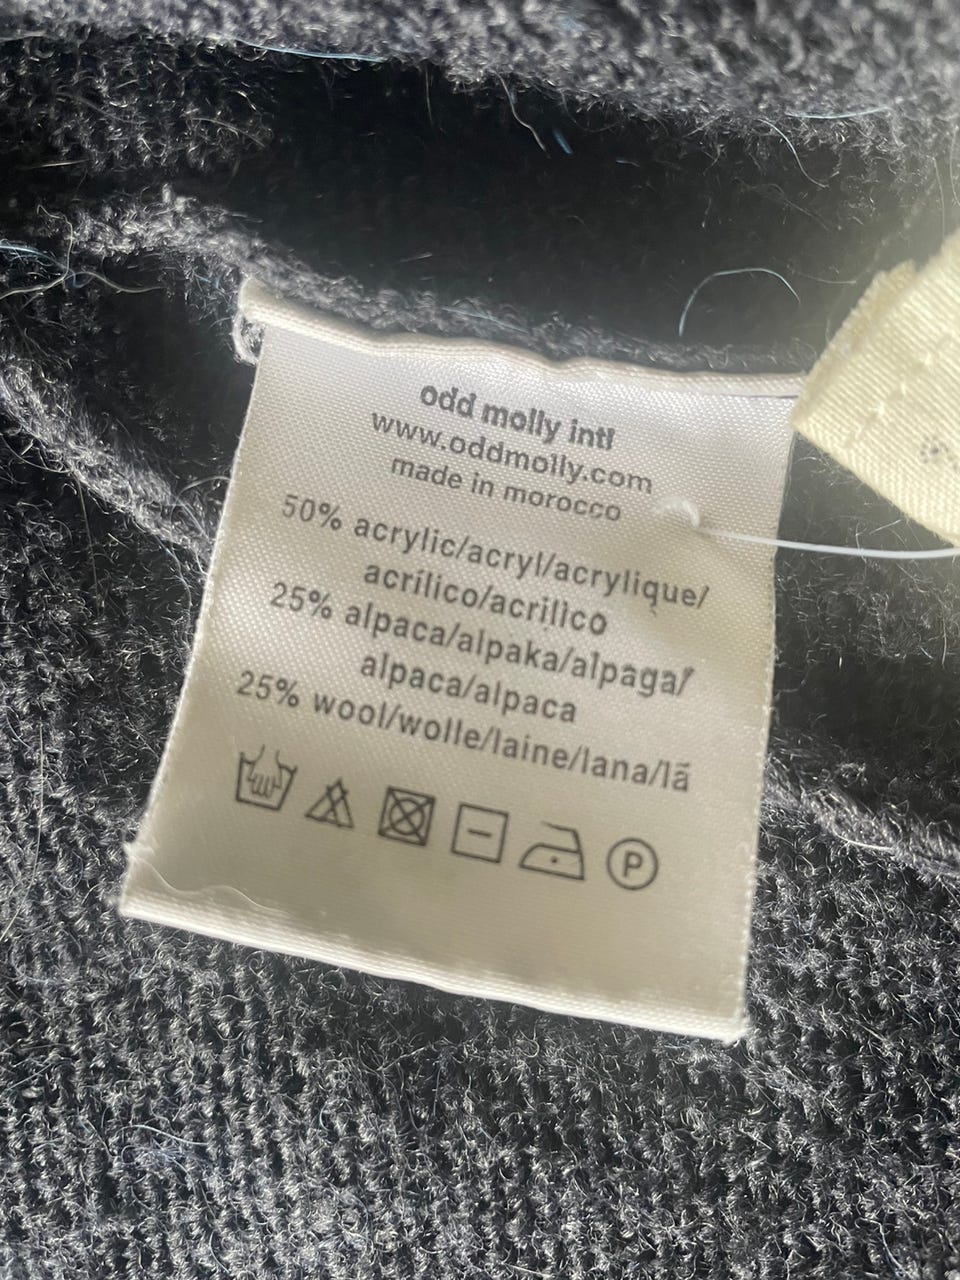 odd molly intl
www.oddmolly.com
made in morocco
50% acrylic/acryl/acrylique/
acrílico/acrilico
25% alpaca/alpaka/alpaga/
alpaca/alpaca
25% wool/wolle/laine/lana/lã
P